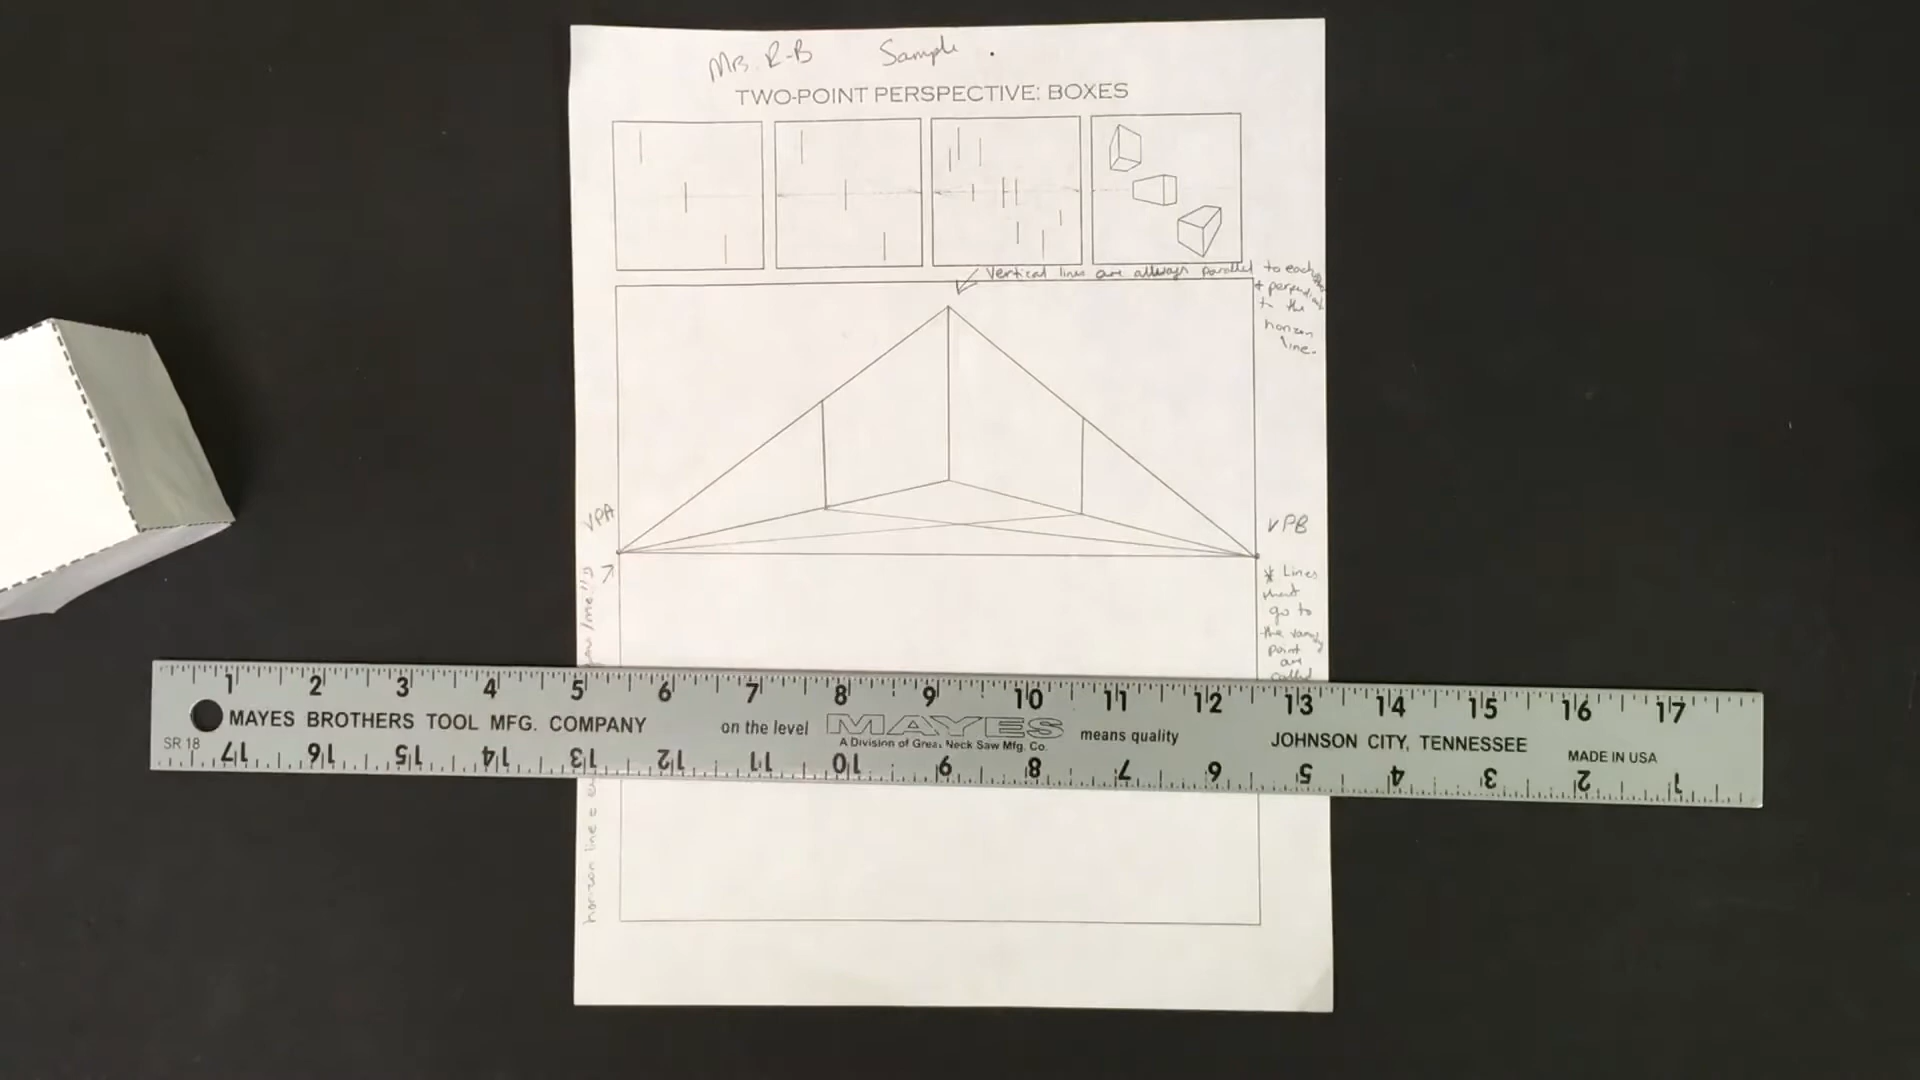 Ms. R-B Sample .
TWO-POINT PERSPECTIVE: BOXES
Vertical lines are always parallel to each
+
to the
horizon
line.
VPA
VPB
* Lines
that
go to
the
point
are
called
1 2 3 4 5 6 7 8 9 10 11 12 13 14 15 16 17
MAYES BROTHERS TOOL MFG. COMPANY on the level MAYES means quality JOHNSON CITY, TENNESSEE
A Division of Great Neck Saw Mfg. Co.
SR 18
MADE IN USA
17 16 15 14 13 12 11 10 9 8 7 6 5 4 3 2 1
horizon line =
you/me!!